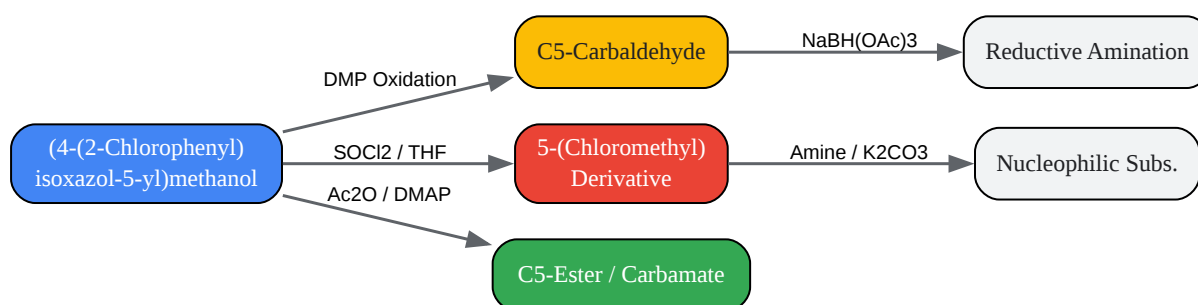 C5-Carbaldehyde
NaBH(OAc)3
Reductive Amination
DMP Oxidation
(4-(2-Chlorophenyl)
isoxazol-5-yl)methanol
SOCl2 / THF
5-(Chloromethyl)
Derivative
Amine / K2CO3
Nucleophilic Subs.
Ac2O / DMAP
C5-Ester / Carbamate